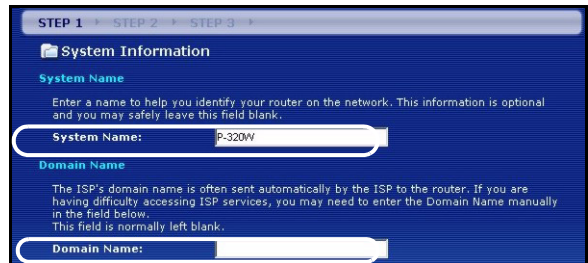 STEP 1 STEP 2 STEP 3
System Information
System Name
Enter a name to help you identify your router on the network. This information is optional
and you may safely leave this field blank.
System Name: P-320W
Domain Name
The ISP's domain name is often sent automatically by the ISP to the router. If you are
having difficulty accessing ISP services, you may need to enter the Domain Name manually
in the field below.
This field is normally left blank.
Domain Name: